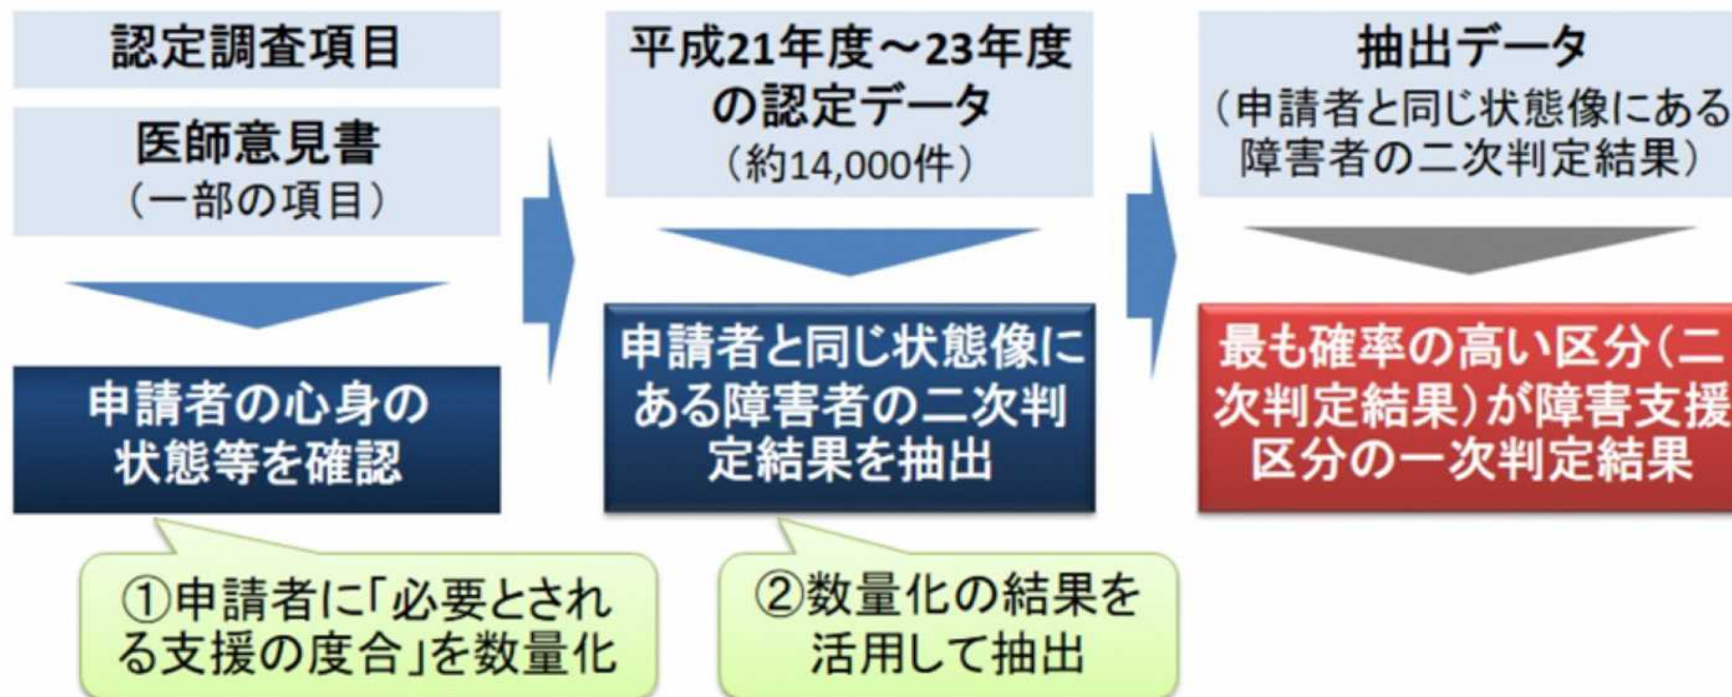 認定調査項目
医師意見書
（一部の項目）
申請者の心身の
状態等を確認
①申請者に「必要とされ
る支援の度合」を数量化
平成21年度～23年度
の認定データ
（約14,000件）
申請者と同じ状態像に
ある障害者の二次判
定結果を抽出
②数量化の結果を
活用して抽出
抽出データ
（申請者と同じ状態像にある
障害者の二次判定結果）
最も確率の高い区分（二
次判定結果）が障害支援
区分の一次判定結果